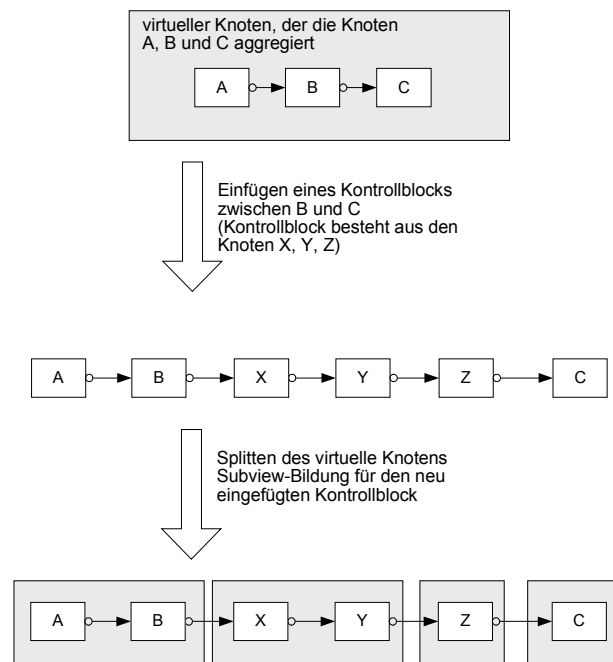 virtueller Knoten, der die Knoten
A, B und C aggregiert
A B C
Einfügen eines Kontrollblocks
zwischen B und C
(Kontrollblock besteht aus den
Knoten X, Y, Z)
A B X Y Z C
Splitten des virtuelle Knotens
Subview-Bildung für den neu
eingefügten Kontrollblock
A B X Y Z C